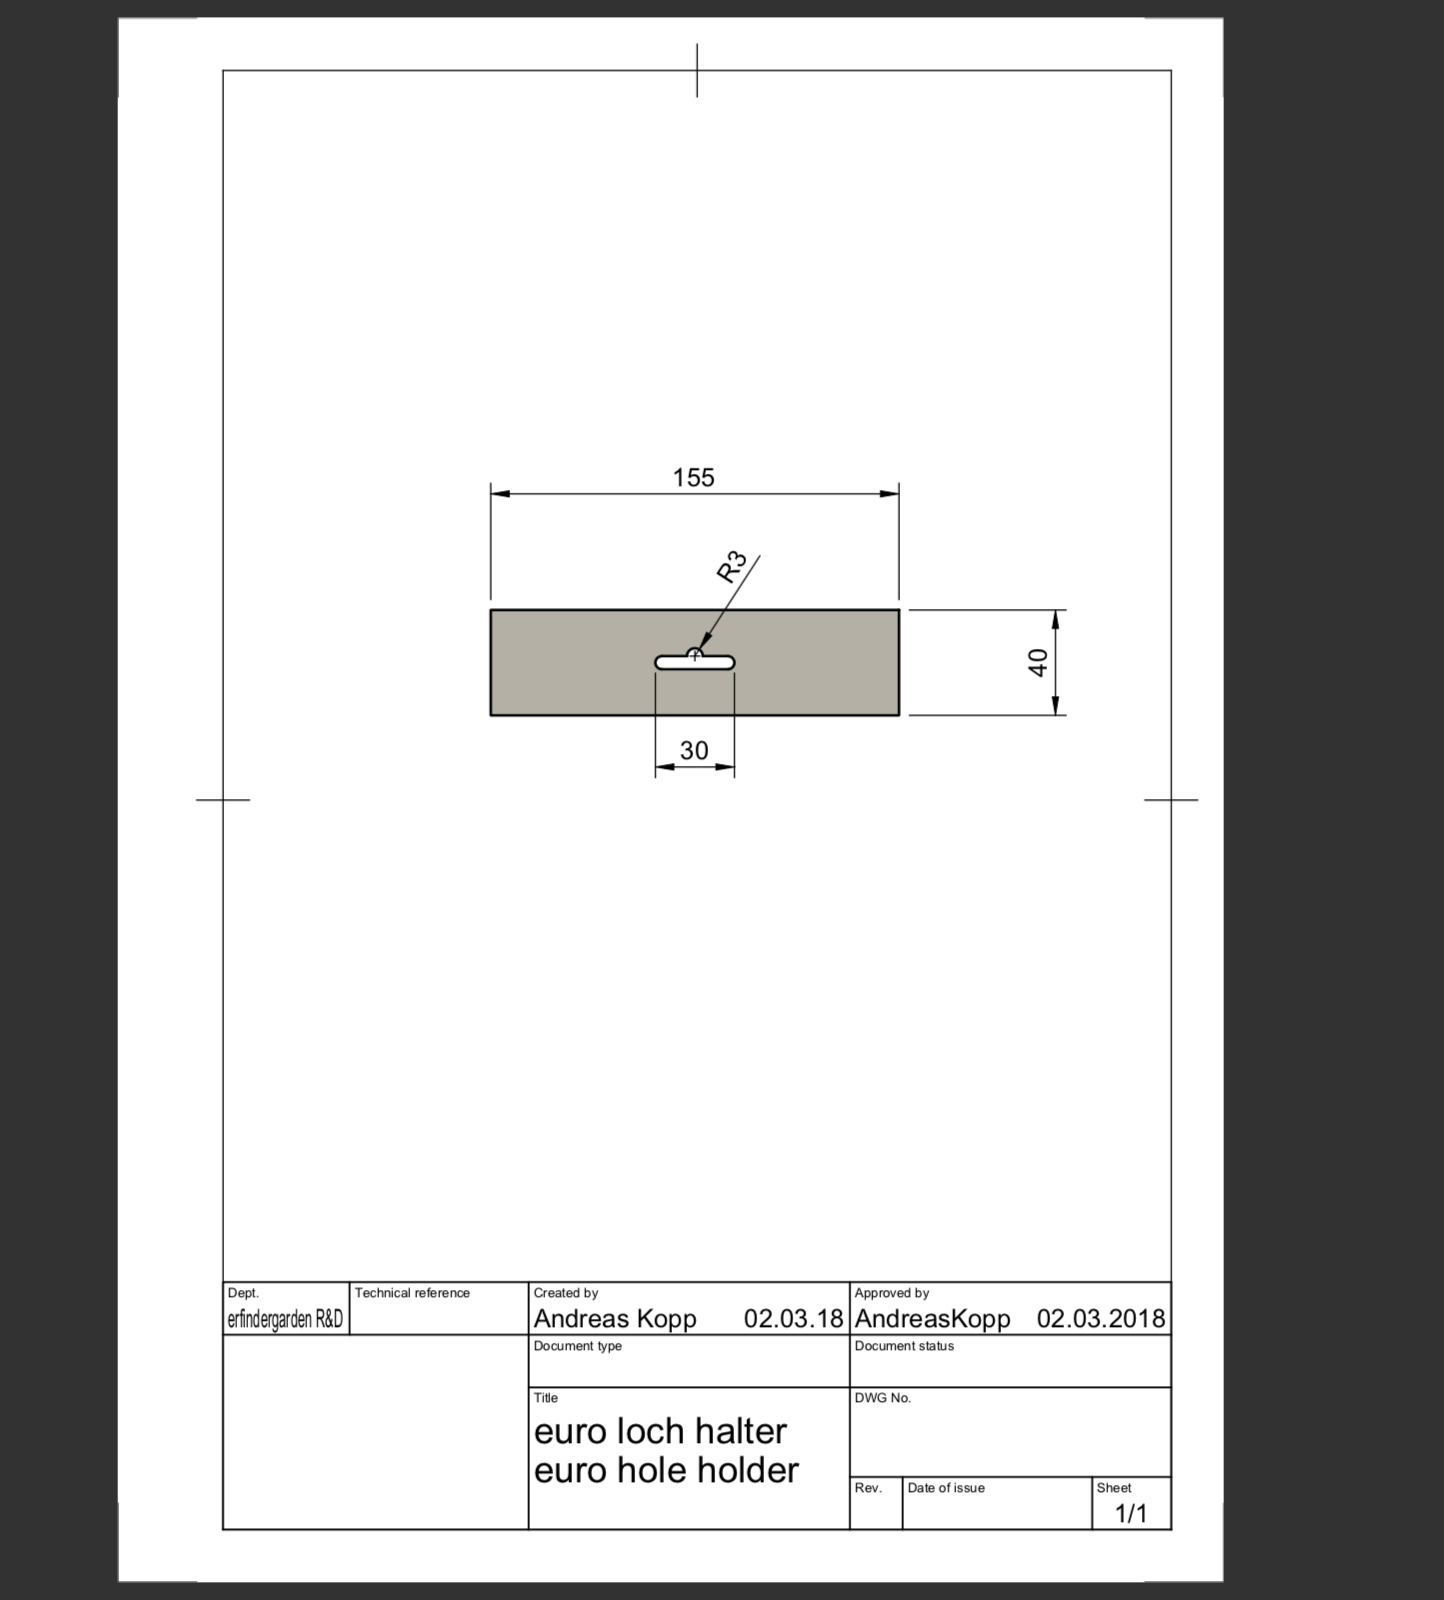 155
R3
40
30
Dept.
erfindergarden R&D
Technical reference
Created by
Andreas Kopp 02.03.18
Approved by
AndreasKopp 02.03.2018
Document type
Document status
Title
euro loch halter
euro hole holder
DWG No.
Rev.
Date of issue
Sheet
1/1